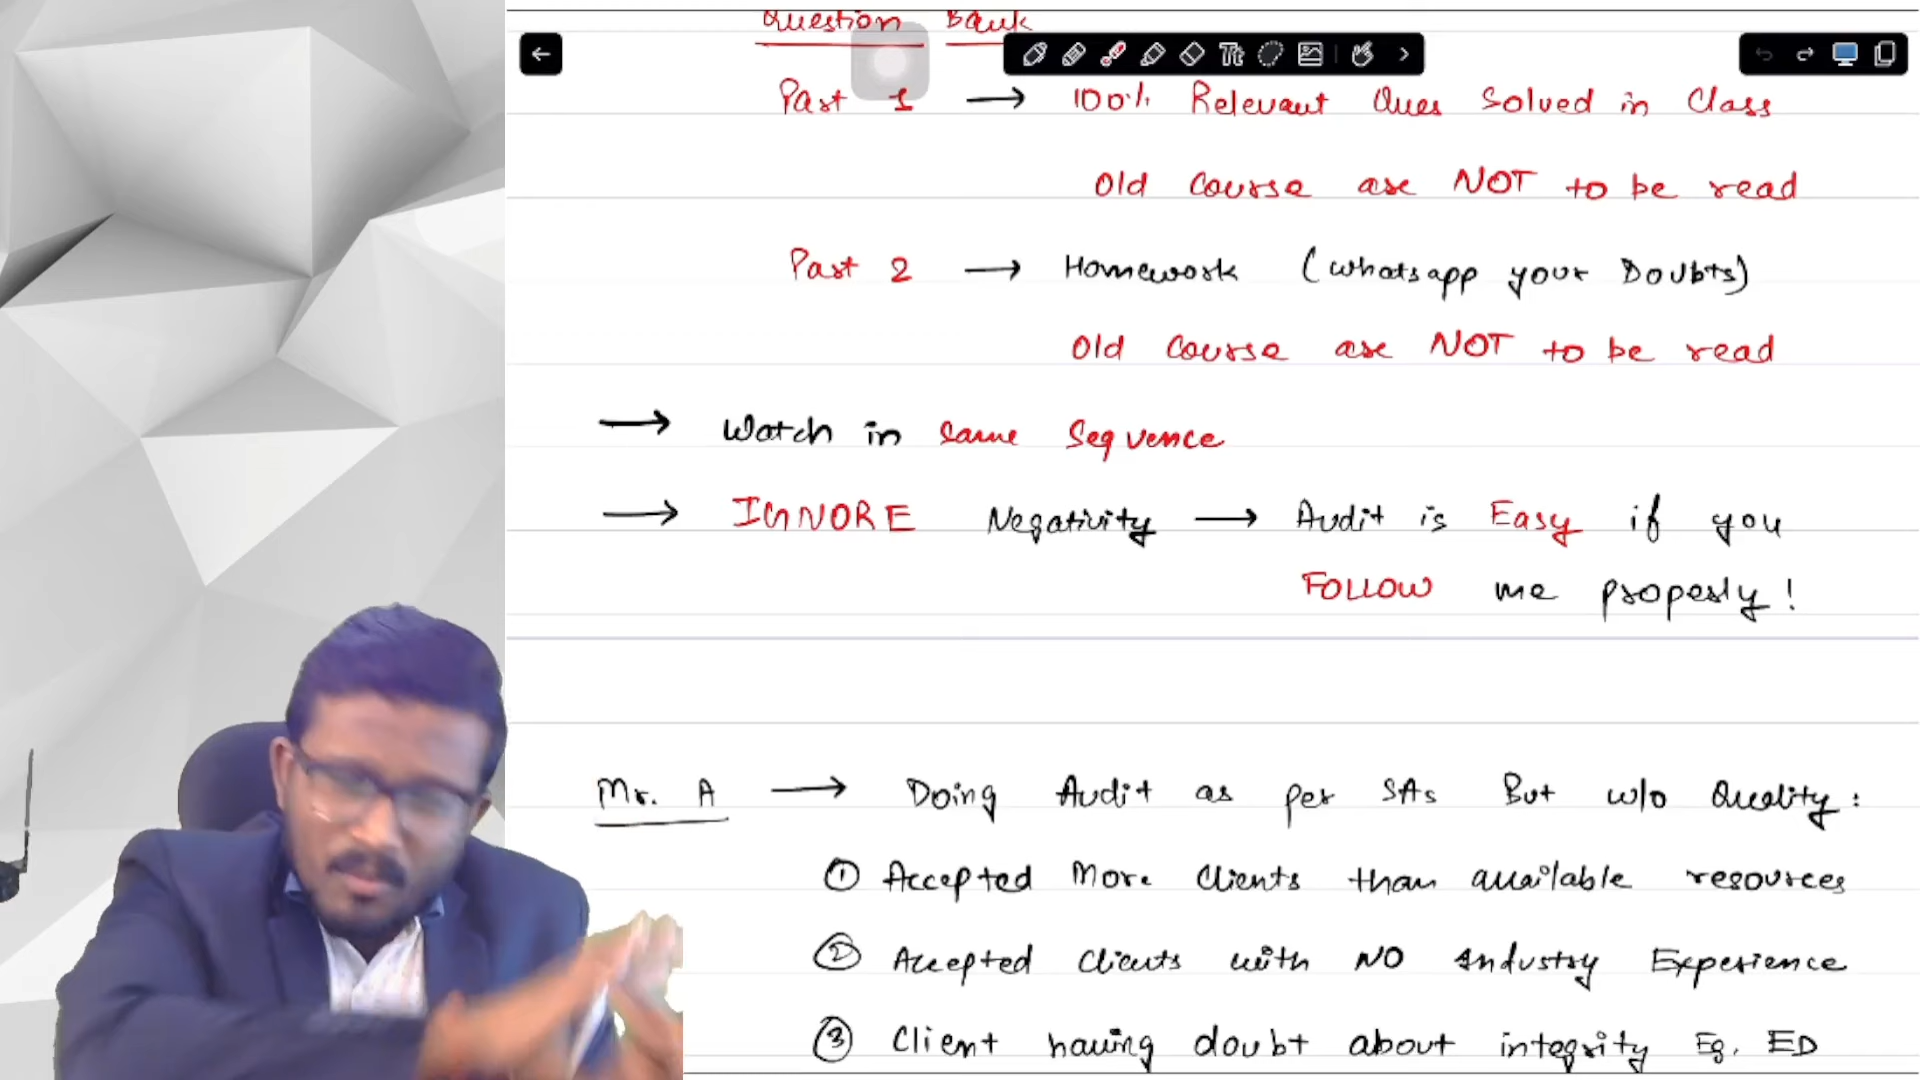 Question Bank
Part 1 → 100% Relevant Ques Solved in Class
Old Course are NOT to be read
Part 2 → Homework (Whatsapp your Doubts)
Old Course are NOT to be read
→ Watch in same Sequence
→ IGNORE Negativity → Audit is Easy if you
FOLLOW me properly!
Mr. A → Doing Audit as per SAs But w/o Quality:
① Accepted More Clients than available resources
② Accepted Clients with NO Industry Experience
③ Client having doubt about integrity Eg. ED